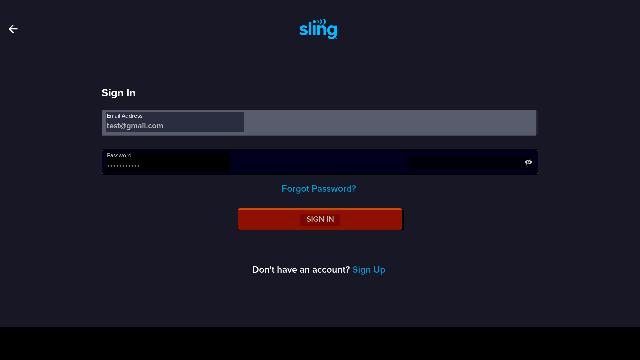 sling
Sign In
Email Address
test@gmail.com
Password
•••••••••••
Forgot Password?
SIGN IN
Don't have an account? Sign Up